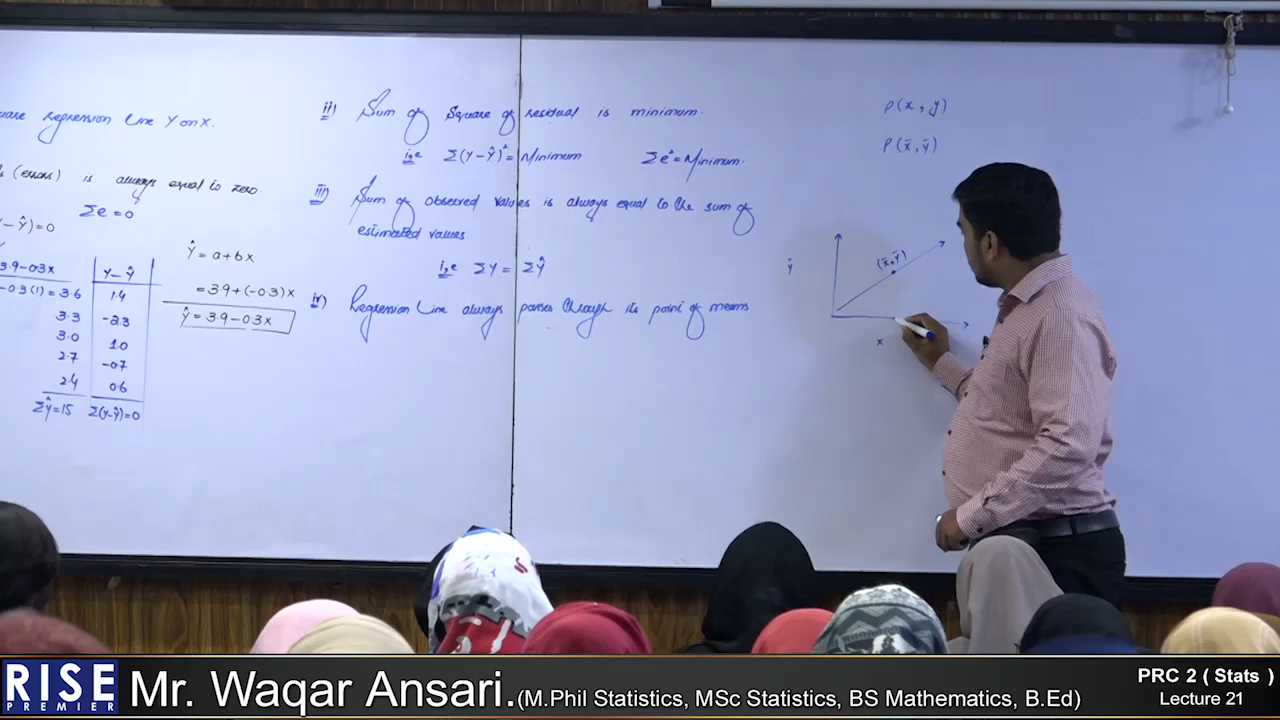 uare Regression Line Y on X.
s (errors) is always equal to zero
Σe = 0
Y - Ŷ) = 0
3.9 - 0.3x
Y - Ŷ
-0.3(1) = 3.6
1.4
3.3
-2.3
3.0
1.0
2.7
-0.7
2.4
0.6
ΣŶ = 15
Σ(Y-Ŷ) = 0
Ŷ = a + bx
= 3.9 + (-0.3)x
Ŷ = 3.9 - 0.3x
ii) Sum of Square of residual is minimum.
i,e Σ(Y-Ŷ)² = Minimum Σe² = Minimum.
iii) Sum of observed values is always equal to the sum of
estimated values
i,e ΣY = ΣŶ
iv) Regression Line always passes through its point of means
P(x, y)
P(x̄, ȳ)
(x̄, ȳ)
x
RISE
PREMIER
Mr. Waqar Ansari. (M.Phil Statistics, MSc Statistics, BS Mathematics, B.Ed)
PRC 2 ( Stats )
Lecture 21